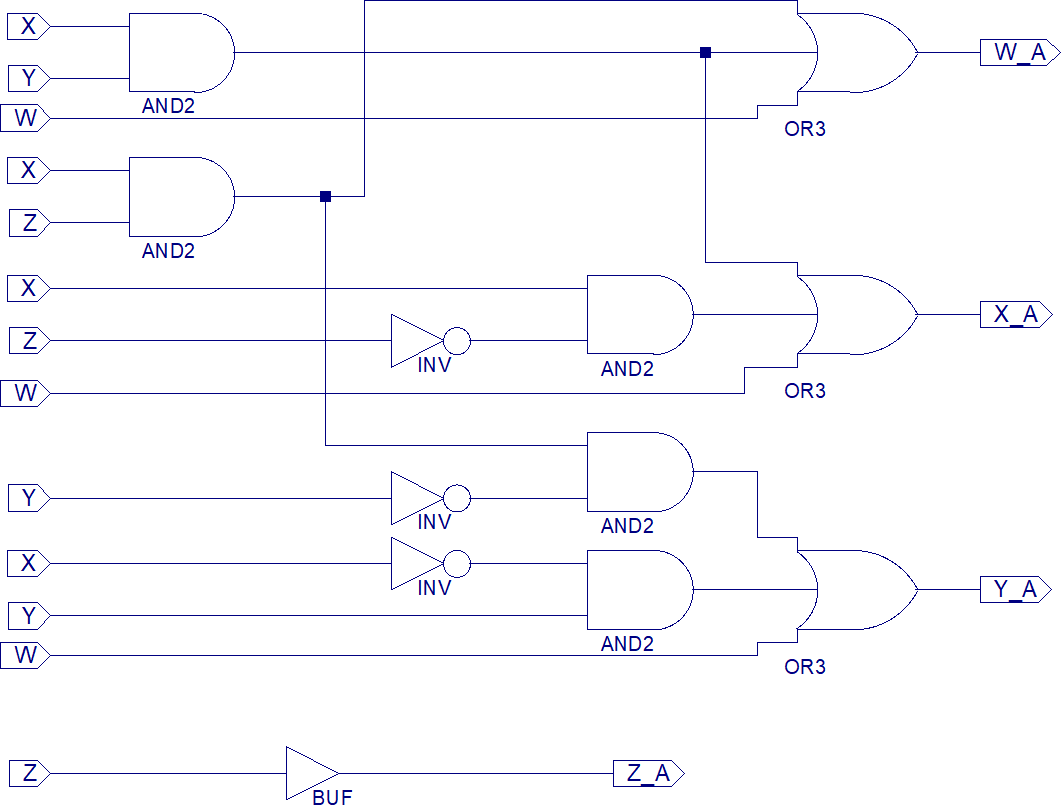 X
Y
AND2
W
W_A
OR3
X
Z
AND2
X
Z
INV
AND2
W
X_A
OR3
Y
INV
AND2
X
INV
Y
AND2
W
Y_A
OR3
Z
BUF
Z_A